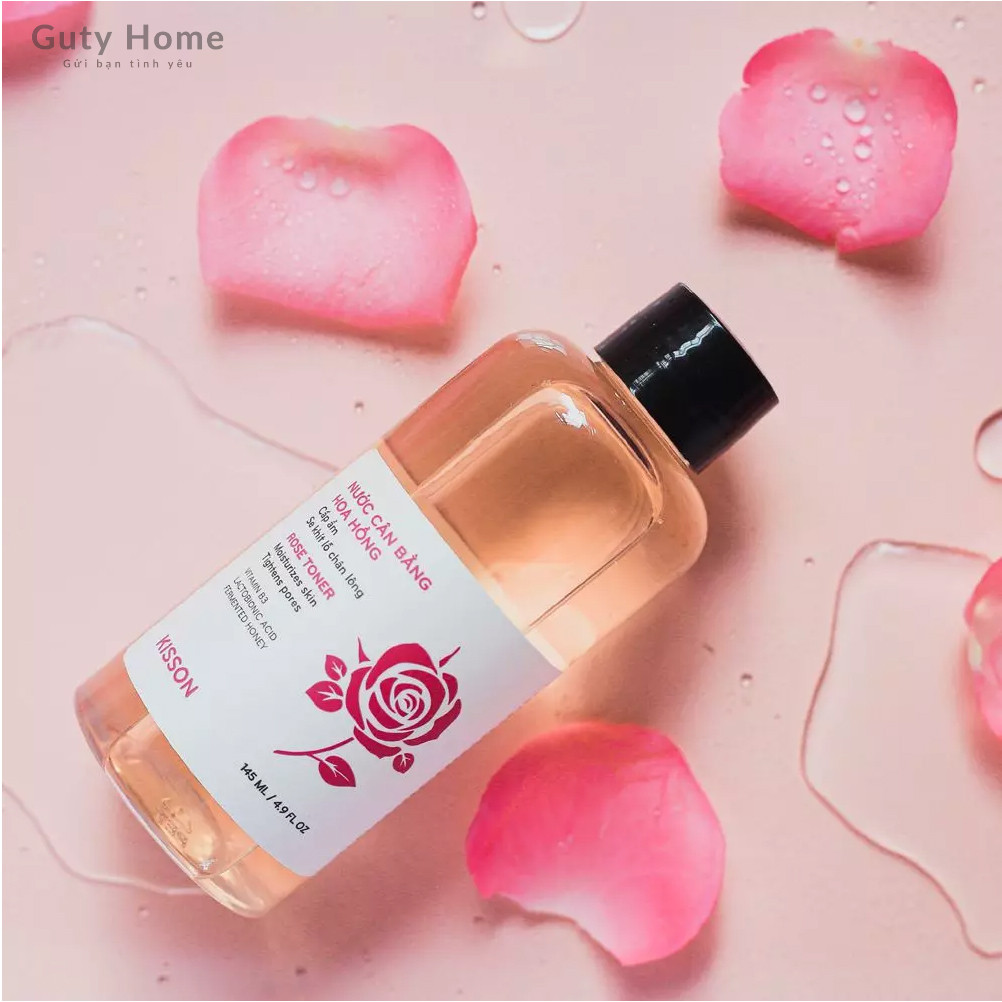 Guty Home
Gửi bạn tình yêu
NƯỚC CÂN BẰNG
HOA HỒNG
Cấp ẩm
Se khít lỗ chân lông
ROSE TONER
Moisturizes skin
Tightens pores
VITAMIN B3
LACTOBIONIC ACID
FERMENTED HONEY
KISSON
145 ML / 4.9 FL OZ